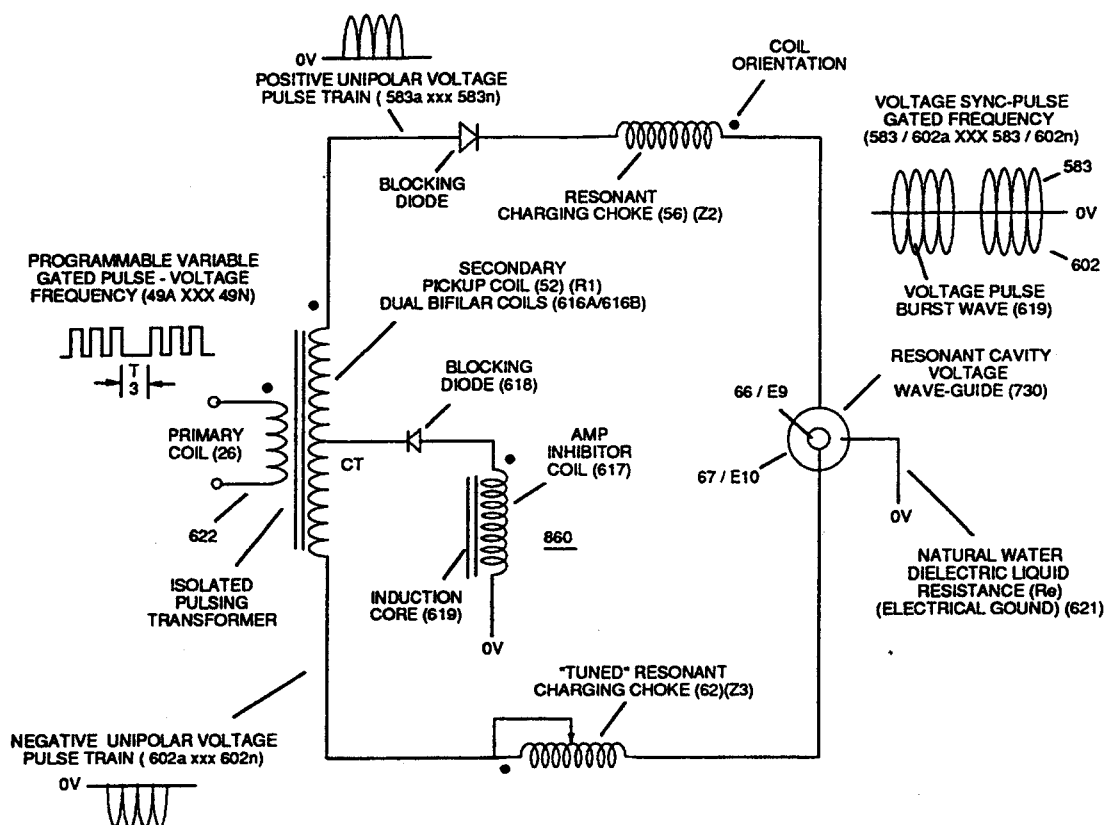 0V
POSITIVE UNIPOLAR VOLTAGE
PULSE TRAIN ( 583a xxx 583n)
COIL
ORIENTATION
VOLTAGE SYNC-PULSE
GATED FREQUENCY
(583 / 602a XXX 583 / 602n)
583
0V
602
VOLTAGE PULSE
BURST WAVE (619)
BLOCKING
DIODE
RESONANT
CHARGING CHOKE (56) (Z2)
PROGRAMMABLE VARIABLE
GATED PULSE - VOLTAGE
FREQUENCY (49A XXX 49N)
T
3
SECONDARY
PICKUP COIL (52) (R1)
DUAL BIFILAR COILS (616A/616B)
BLOCKING
DIODE (618)
RESONANT CAVITY
VOLTAGE
WAVE-GUIDE (730)
66 / E9
67 / E10
PRIMARY
COIL (26)
CT
AMP
INHIBITOR
COIL (617)
622
860
0V
ISOLATED
PULSING
TRANSFORMER
INDUCTION
CORE (619)
0V
NATURAL WATER
DIELECTRIC LIQUID
RESISTANCE (Re)
(ELECTRICAL GOUND) (621)
"TUNED" RESONANT
CHARGING CHOKE (62)(Z3)
NEGATIVE UNIPOLAR VOLTAGE
PULSE TRAIN ( 602a xxx 602n)
0V